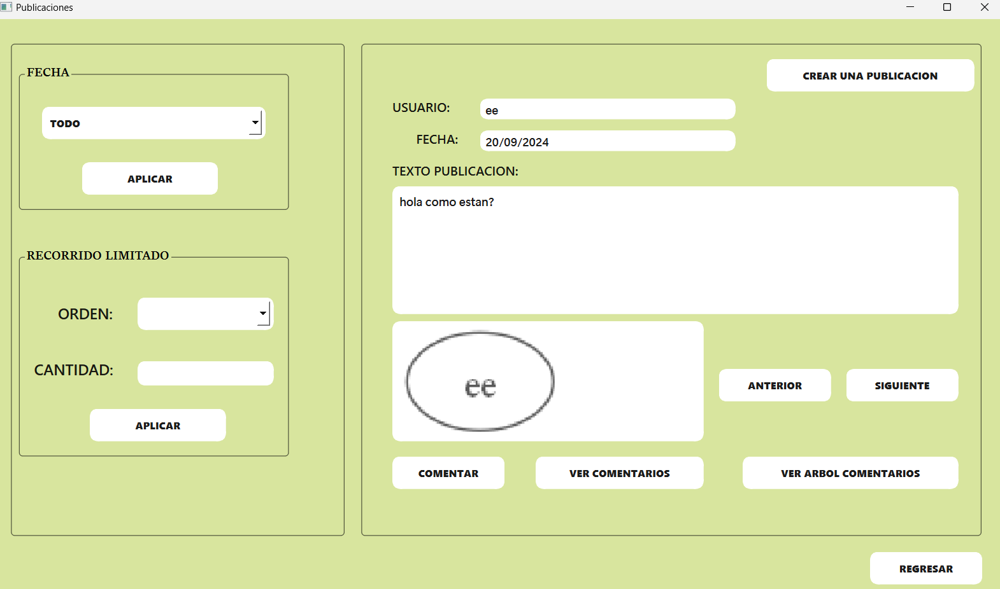 Publicaciones
FECHA
TODO
APLICAR
RECORRIDO LIMITADO
ORDEN:
CANTIDAD:
APLICAR
CREAR UNA PUBLICACION
USUARIO:
ee
FECHA:
20/09/2024
TEXTO PUBLICACION:
hola como estan?
ee
ANTERIOR
SIGUIENTE
COMENTAR
VER COMENTARIOS
VER ARBOL COMENTARIOS
REGRESAR